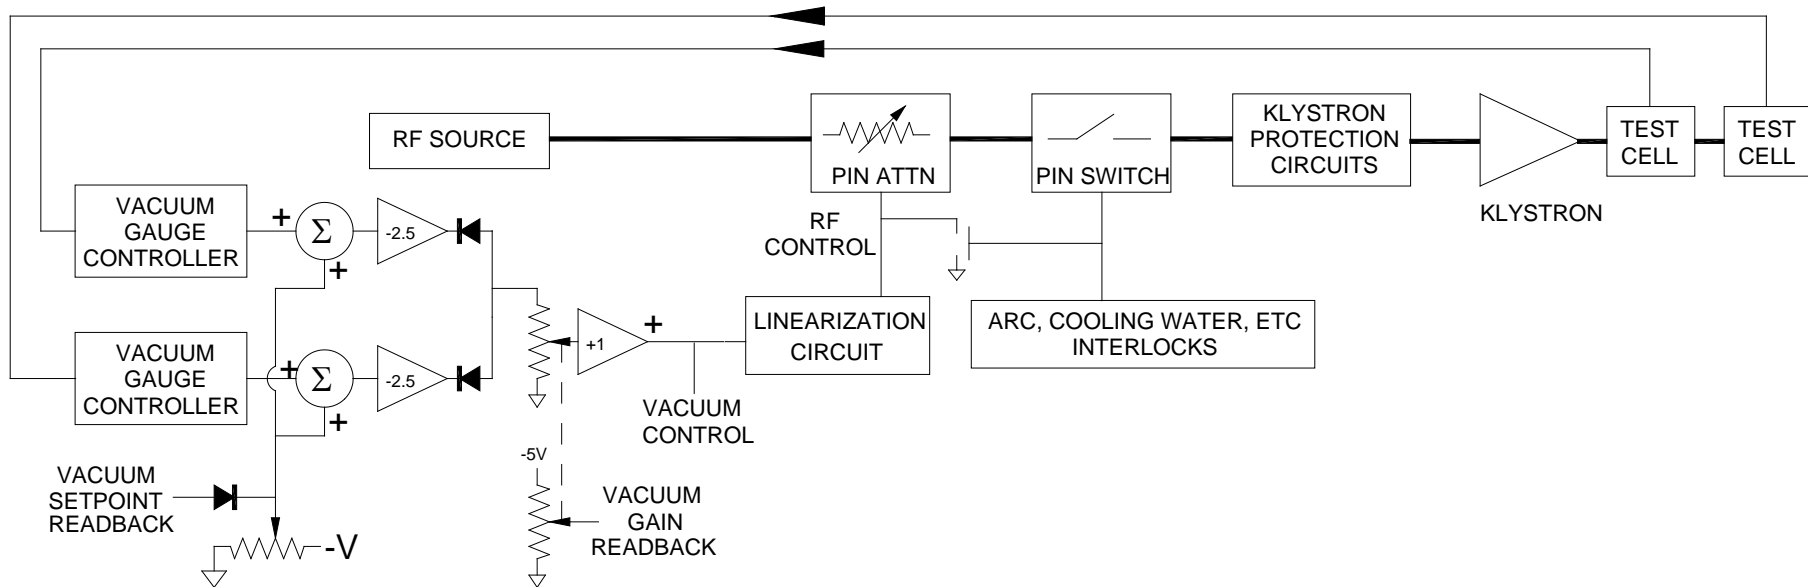 RF SOURCE
PIN ATTN
PIN SWITCH
KLYSTRON
PROTECTION
CIRCUITS
TEST
CELL
TEST
CELL
KLYSTRON
VACUUM
GAUGE
CONTROLLER
+
Σ
+
-2.5
RF
CONTROL
VACUUM
GAUGE
CONTROLLER
+
Σ
+
-2.5
+1
+
LINEARIZATION
CIRCUIT
ARC, COOLING WATER, ETC
INTERLOCKS
VACUUM
CONTROL
VACUUM
SETPOINT
READBACK
-V
-5V
VACUUM
GAIN
READBACK